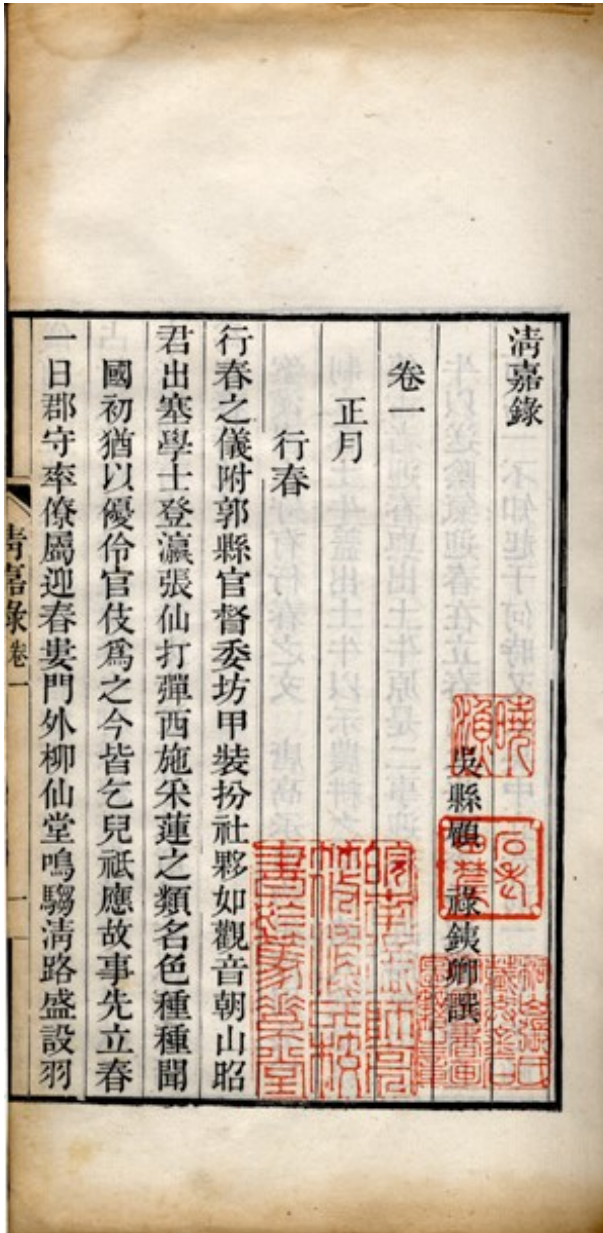 清嘉錄
吳縣顧 祿鐵卿譔
卷一
正月
行春
行春之儀附郭縣官督委坊甲裝扮社夥如觀音朝山昭
君出塞學士登瀛張仙打彈西施采蓮之類名色種種聞
國初猶以優伶官伎爲之今皆乞兒祗應故事先立春
一日郡守率僚屬迎春婁門外柳仙堂鳴騶清路盛設羽
清嘉錄卷一
一